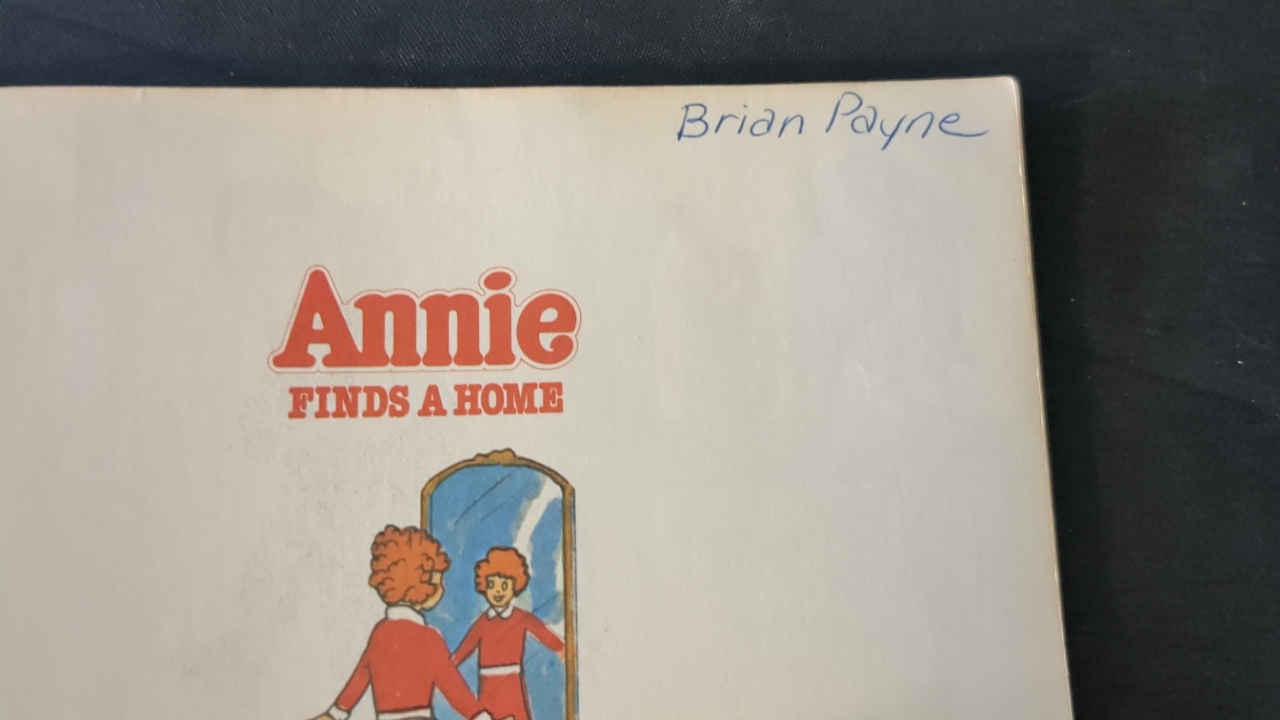 Brian Payne
Annie
FINDS A HOME